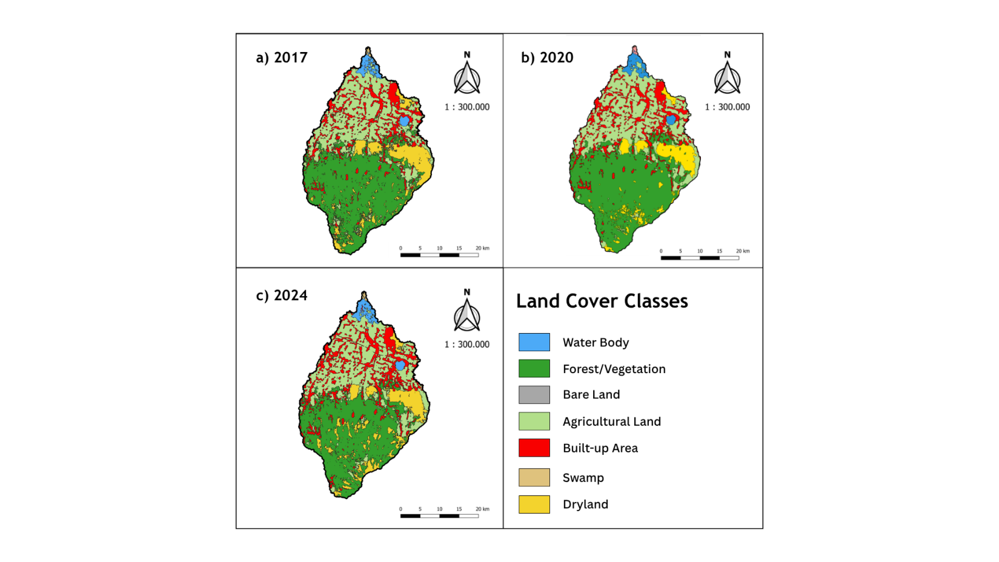 a) 2017
N
1 : 300.000
0 5 10 15 20 km
b) 2020
N
1 : 300.000
0 5 10 15 20 km
c) 2024
N
1 : 300.000
0 5 10 15 20 km
Land Cover Classes
Water Body
Forest/Vegetation
Bare Land
Agricultural Land
Built-up Area
Swamp
Dryland